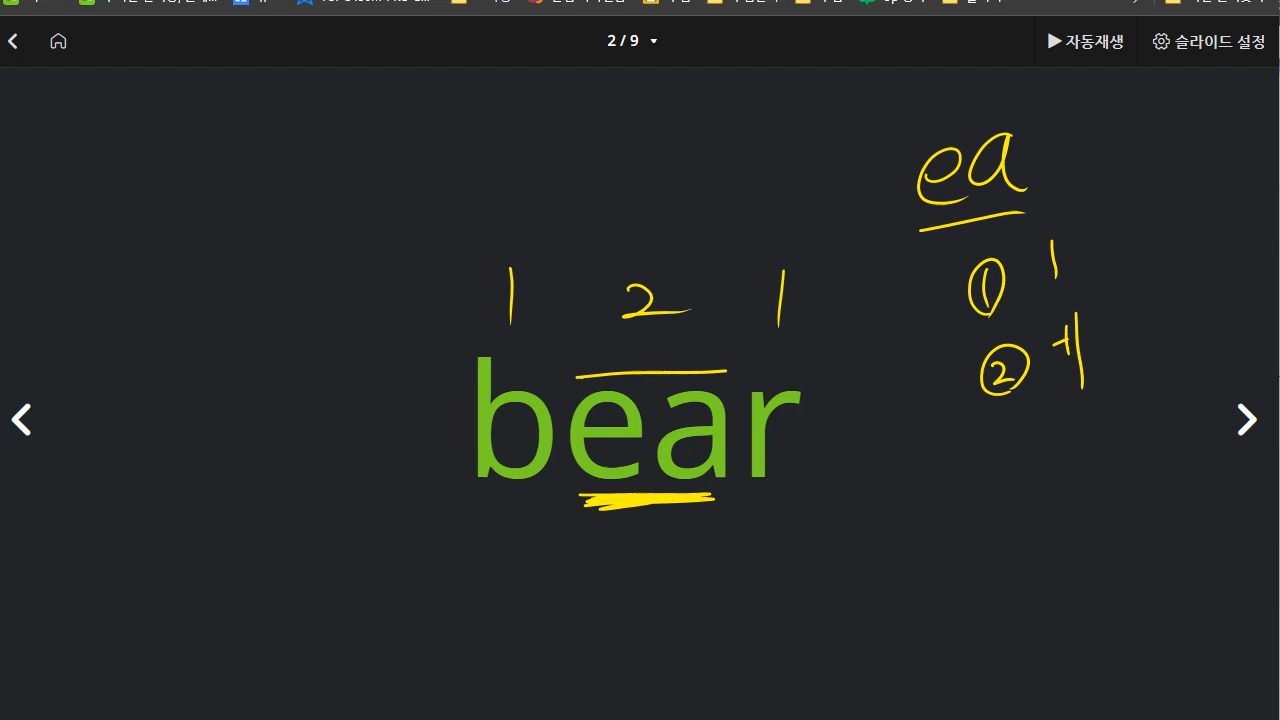 2 / 9
자동재생
슬라이드 설정
ea
① ㅣ
② ㅔ
1 2 1
bear